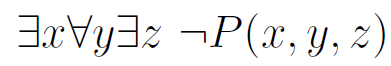 ∃x∀y∃z ¬P(x, y, z)